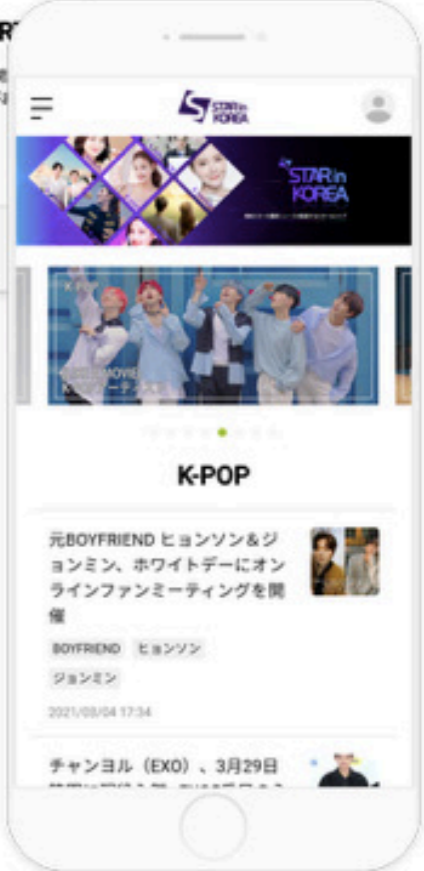 STAR in
KOREA
STAR in
KOREA
K-POP
K-POP
元BOYFRIEND ヒョンソン＆ジ
ョンミン、ホワイトデーにオン
ラインファンミーティングを開
催
BOYFRIEND ヒョンソン
ジョンミン
2021/03/04 17:34
チャンヨル（EXO）、3月29日